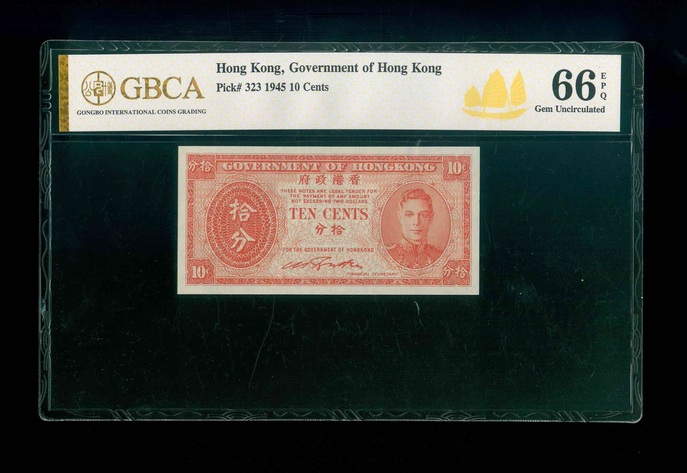 GBCA
GONGBO INTERNATIONAL COINS GRADING
Hong Kong, Government of Hong Kong
Pick# 323 1945 10 Cents
66 EPQ
Gem Uncirculated
分拾 GOVERNMENT OF HONGKONG 10¢
府政港香
THESE NOTES ARE LEGAL TENDER FOR
THE PAYMENT OF ANY AMOUNT
NOT EXCEEDING TWO DOLLARS
TEN CENTS
分拾
拾分
FOR THE GOVERNMENT OF HONGKONG
FINANCIAL SECRETARY
10¢ 分拾